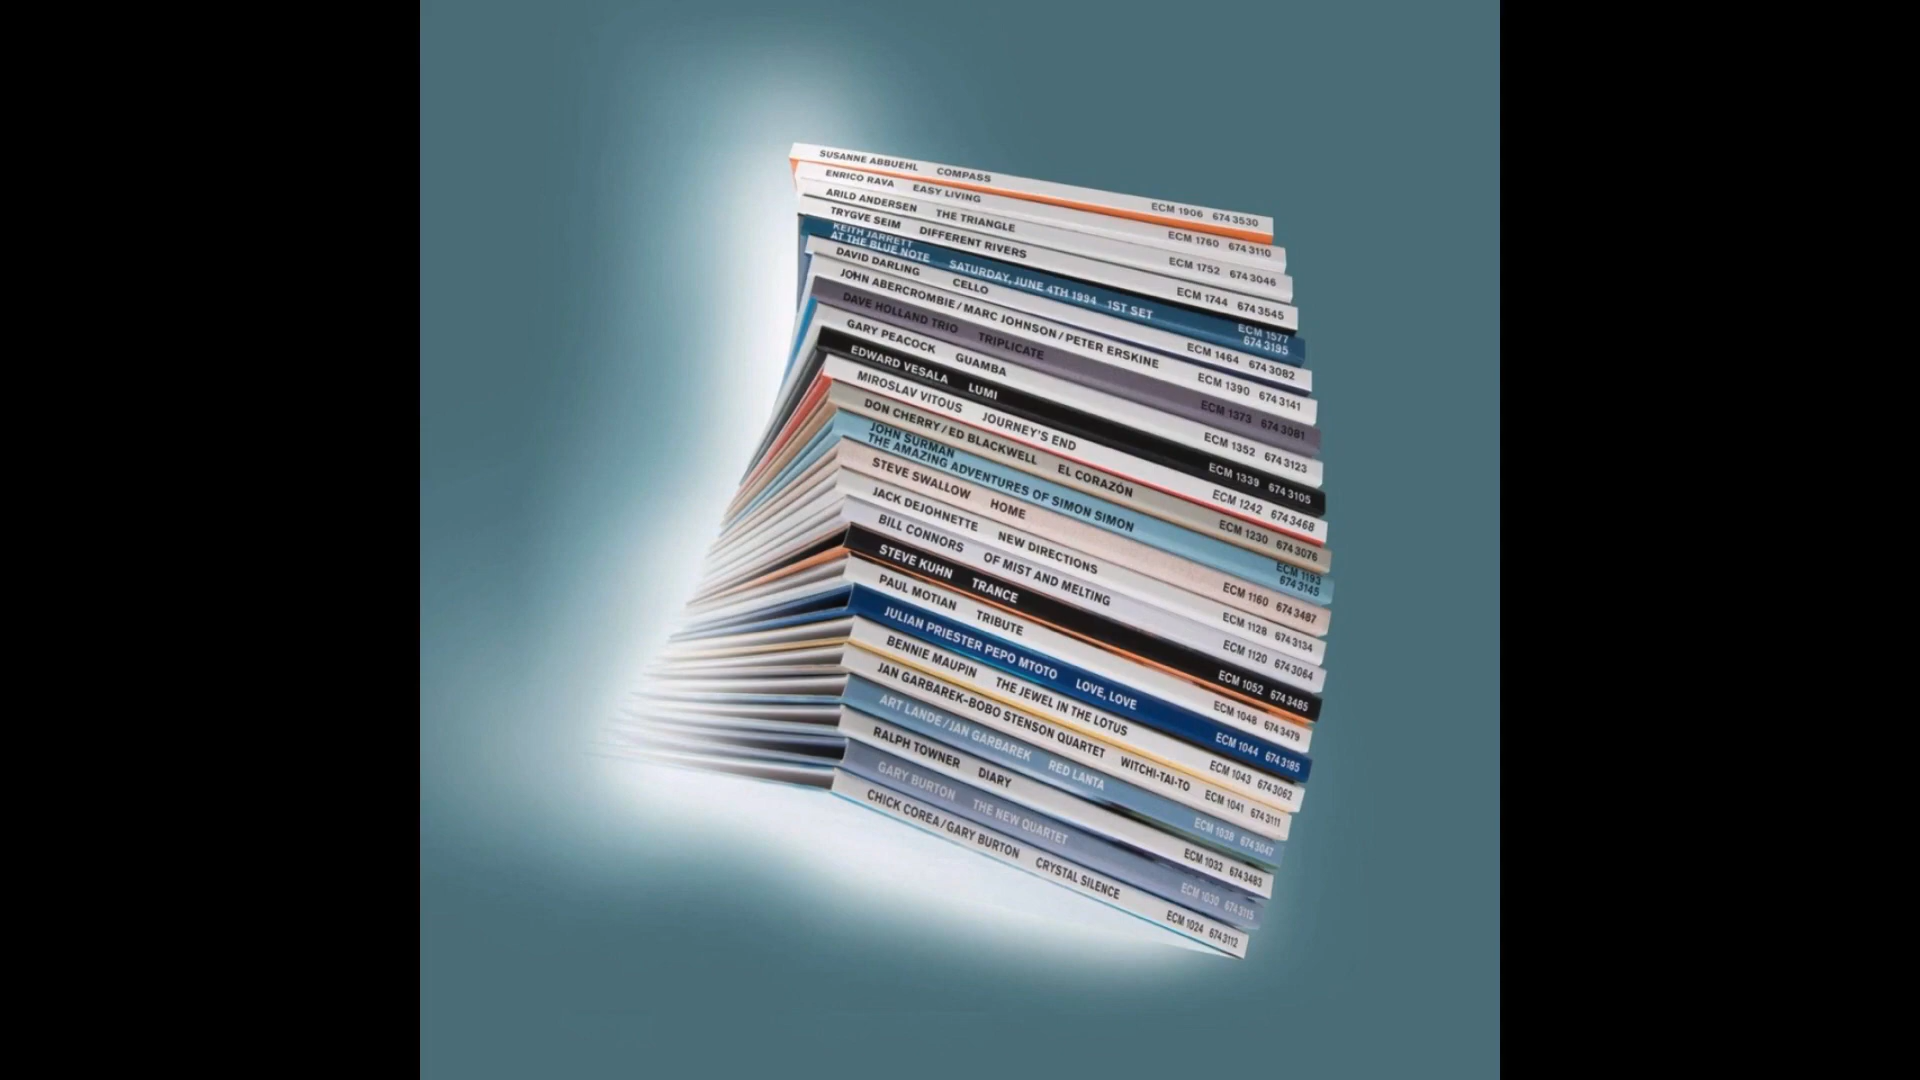 SUSANNE ABBUEHL COMPASS ECM 1906 674 3530
ENRICO RAVA EASY LIVING ECM 1760 674 3110
ARILD ANDERSEN THE TRIANGLE ECM 1752 674 3046
TRYGVE SEIM DIFFERENT RIVERS ECM 1744 674 3545
KEITH JARRETT
AT THE BLUE NOTE SATURDAY, JUNE 4TH 1994 1ST SET ECM 1577
674 3195
DAVID DARLING CELLO ECM 1464 674 3082
JOHN ABERCROMBIE / MARC JOHNSON / PETER ERSKINE ECM 1390 674 3141
DAVE HOLLAND TRIO TRIPLICATE ECM 1373 674 3081
GARY PEACOCK GUAMBA ECM 1352 674 3123
EDWARD VESALA LUMI ECM 1339 674 3105
MIROSLAV VITOUS JOURNEY'S END ECM 1242 674 3468
DON CHERRY / ED BLACKWELL EL CORAZÓN ECM 1230 674 3076
JOHN SURMAN
THE AMAZING ADVENTURES OF SIMON SIMON ECM 1193
674 3145
STEVE SWALLOW HOME ECM 1160 674 3487
JACK DEJOHNETTE NEW DIRECTIONS ECM 1128 674 3134
BILL CONNORS OF MIST AND MELTING ECM 1120 674 3064
STEVE KUHN TRANCE ECM 1052 674 3485
PAUL MOTIAN TRIBUTE ECM 1048 674 3479
JULIAN PRIESTER PEPO MTOTO LOVE, LOVE ECM 1044 674 3185
BENNIE MAUPIN THE JEWEL IN THE LOTUS ECM 1043 674 3062
JAN GARBAREK–BOBO STENSON QUARTET WITCHI-TAI-TO ECM 1041 674 3111
ART LANDE / JAN GARBAREK RED LANTA ECM 1038 674 3047
RALPH TOWNER DIARY ECM 1032 674 3483
GARY BURTON THE NEW QUARTET ECM 1030 674 3115
CHICK COREA / GARY BURTON CRYSTAL SILENCE ECM 1024 674 3112